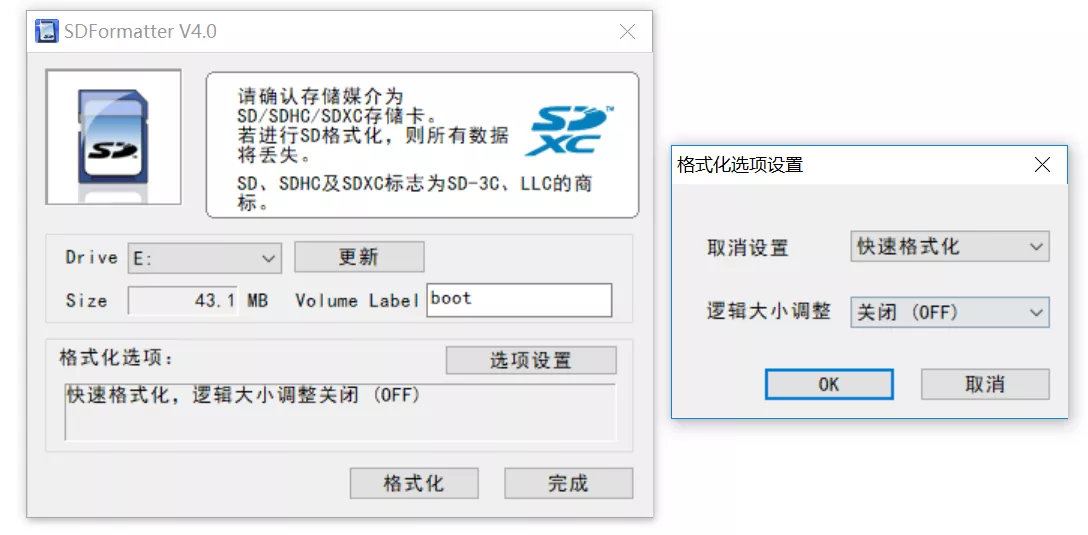 SDFormatter V4.0
请确认存储媒介为
SD/SDHC/SDXC存储卡。
若进行SD格式化，则所有数据
将丢失。
SD、SDHC及SDXC标志为SD-3C、LLC的商
标。
SD
XC
TM
SD
Drive E: 更新
Size 43.1 MB Volume Label boot
格式化选项： 选项设置
快速格式化，逻辑大小调整关闭 (OFF)
格式化 完成
格式化选项设置
取消设置 快速格式化
逻辑大小调整 关闭 (OFF)
OK 取消